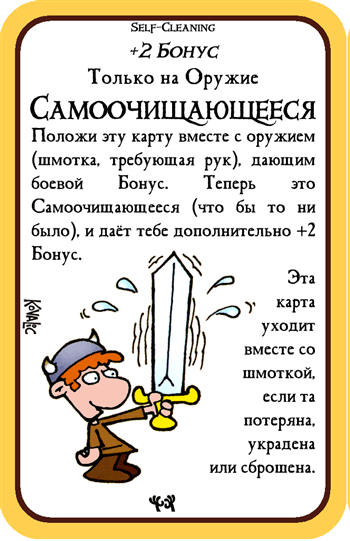 Self-Cleaning
+2 Бонус
Только на Оружие
Самоочищающееся
Положи эту карту вместе с оружием
(шмотка, требующая рук), дающим
боевой Бонус. Теперь это
Самоочищающееся (что бы то ни
было), и даёт тебе дополнительно +2
Бонус.
Эта
карта
уходит
вместе со
шмоткой,
если та
потеряна,
украдена
или сброшена.
Kovalic